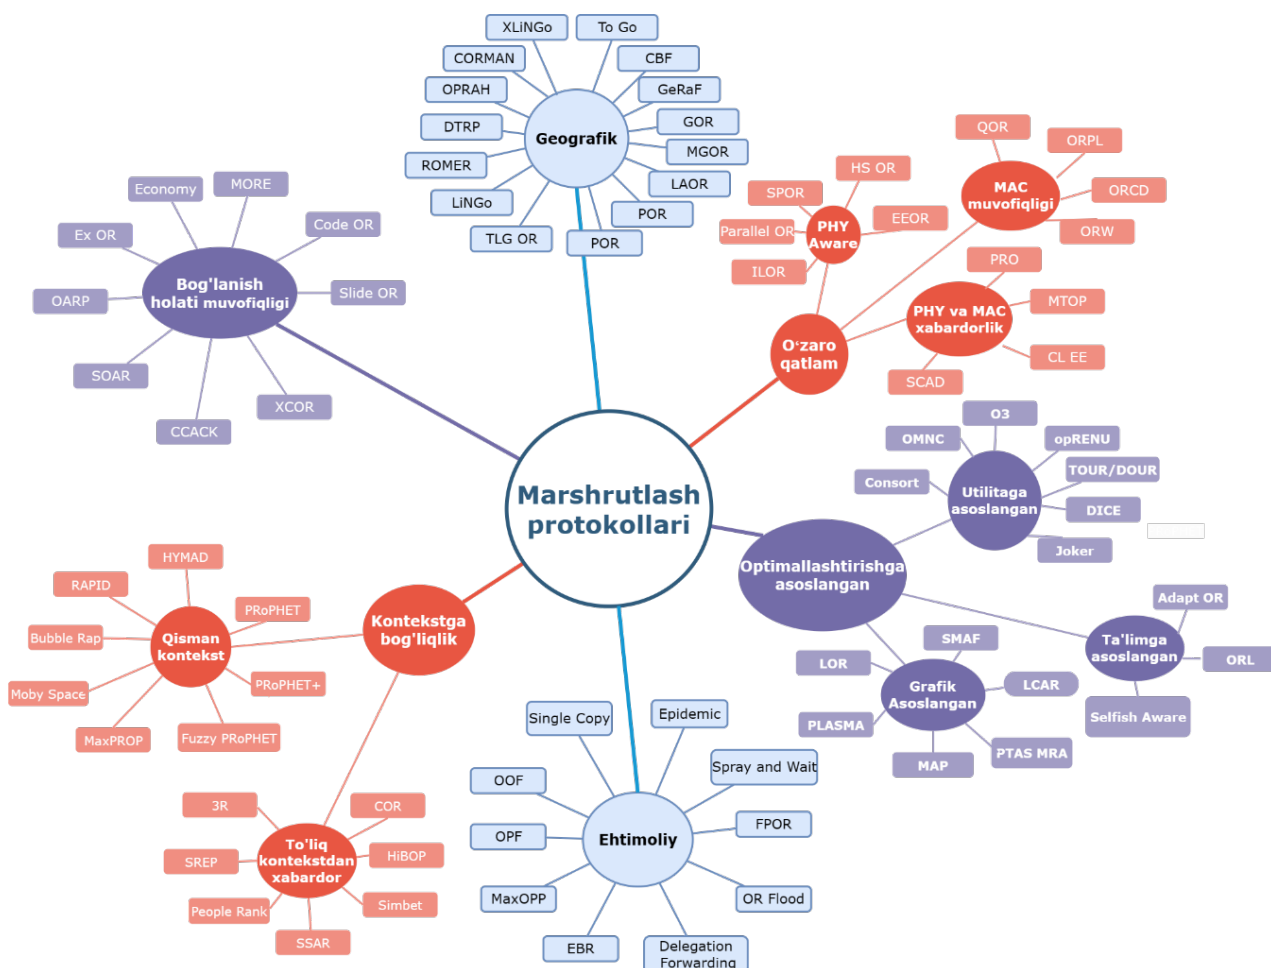 XLiNGo
To Go
CORMAN
CBF
OPRAH
GeRaF
DTRP
GOR
Geografik
MGOR
ROMER
LAOR
LiNGo
POR
TLG OR
POR
Economy
MORE
Ex OR
Code OR
Bog'lanish
holati muvofiqligi
OARP
Slide OR
SOAR
XCOR
CCACK
QOR
ORPL
HS OR
MAC
muvofiqligi
SPOR
ORCD
EEOR
PHY
Aware
Parallel OR
ORW
ILOR
PRO
MTOP
PHY va MAC
xabardorlik
O'zaro
qatlam
CL EE
SCAD
Marshrutlash
protokollari
O3
OMNC
opRENU
TOUR/DOUR
Consort
Utilitaga
asoslangan
DICE
Joker
Optimallashtirishga
asoslangan
Adapt OR
Ta'limga
asoslangan
ORL
Selfish Aware
SMAF
LOR
LCAR
Grafik
Asoslangan
PLASMA
PTAS MRA
MAP
HYMAD
RAPID
PRoPHET
Bubble Rap
Qisman
kontekst
Kontekstga
bog'liqlik
PRoPHET+
Moby Space
MaxPROP
Fuzzy PRoPHET
3R
COR
To'liq
kontekstdan
xabardor
SREP
HiBOP
People Rank
Simbet
SSAR
Single Copy
Epidemic
OOF
Spray and Wait
OPF
FPOR
Ehtimoliy
MaxOPP
OR Flood
EBR
Delegation
Forwarding